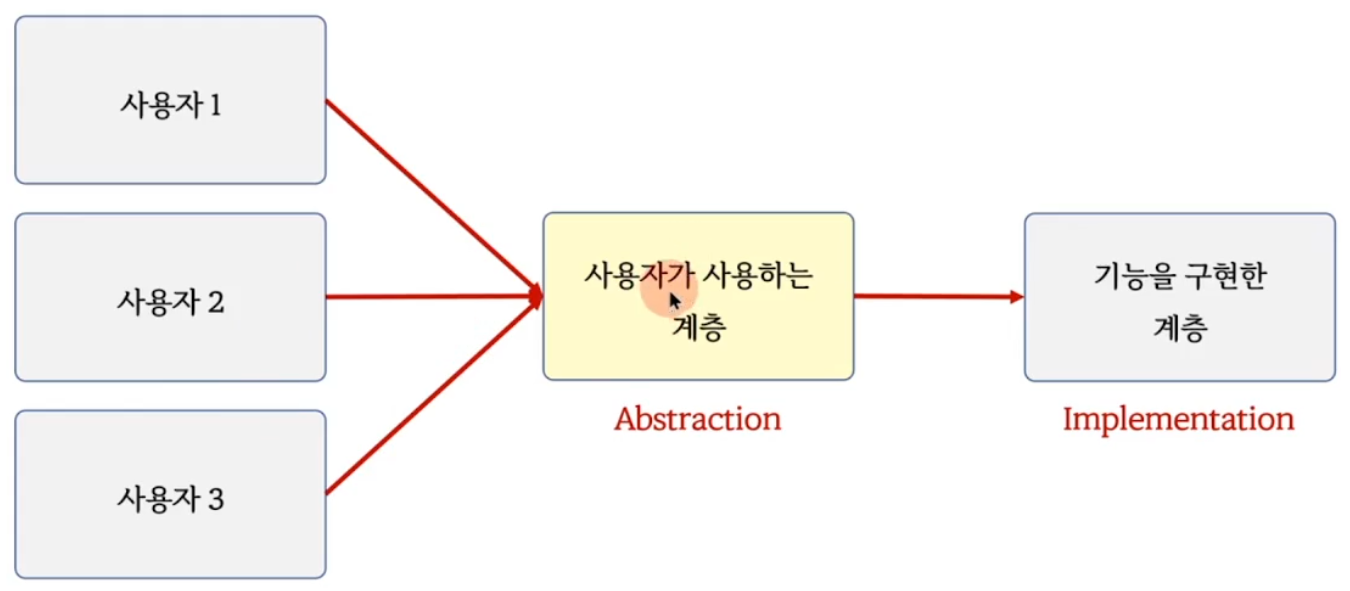 사용자 1
사용자 2
사용자 3
사용자가 사용하는
계층
Abstraction
기능을 구현한
계층
Implementation